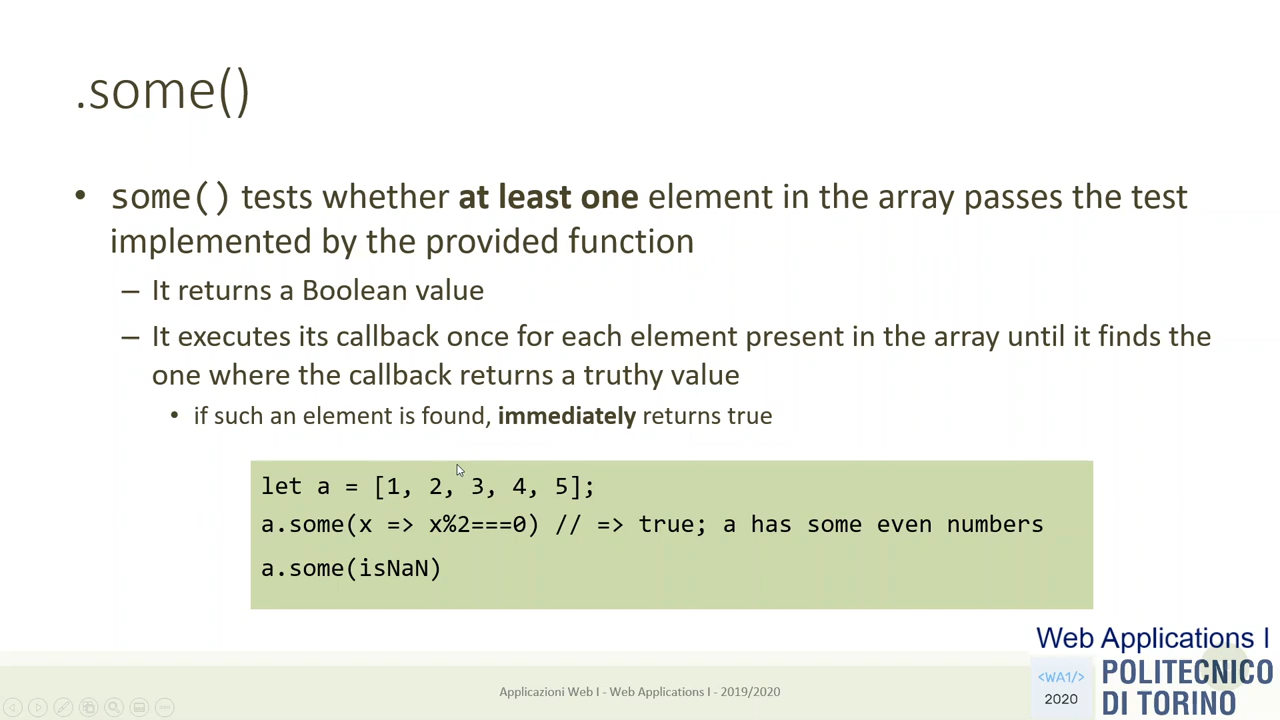 .some()
• some() tests whether at least one element in the array passes the test
implemented by the provided function
– It returns a Boolean value
– It executes its callback once for each element present in the array until it finds the
one where the callback returns a truthy value
• if such an element is found, immediately returns true
let a = [1, 2, 3, 4, 5];
a.some(x => x%2===0) // => true; a has some even numbers
a.some(isNaN)
Web Applications I
<WA1/>
2020
POLITECNICO
DI TORINO
Applicazioni Web I - Web Applications I - 2019/2020